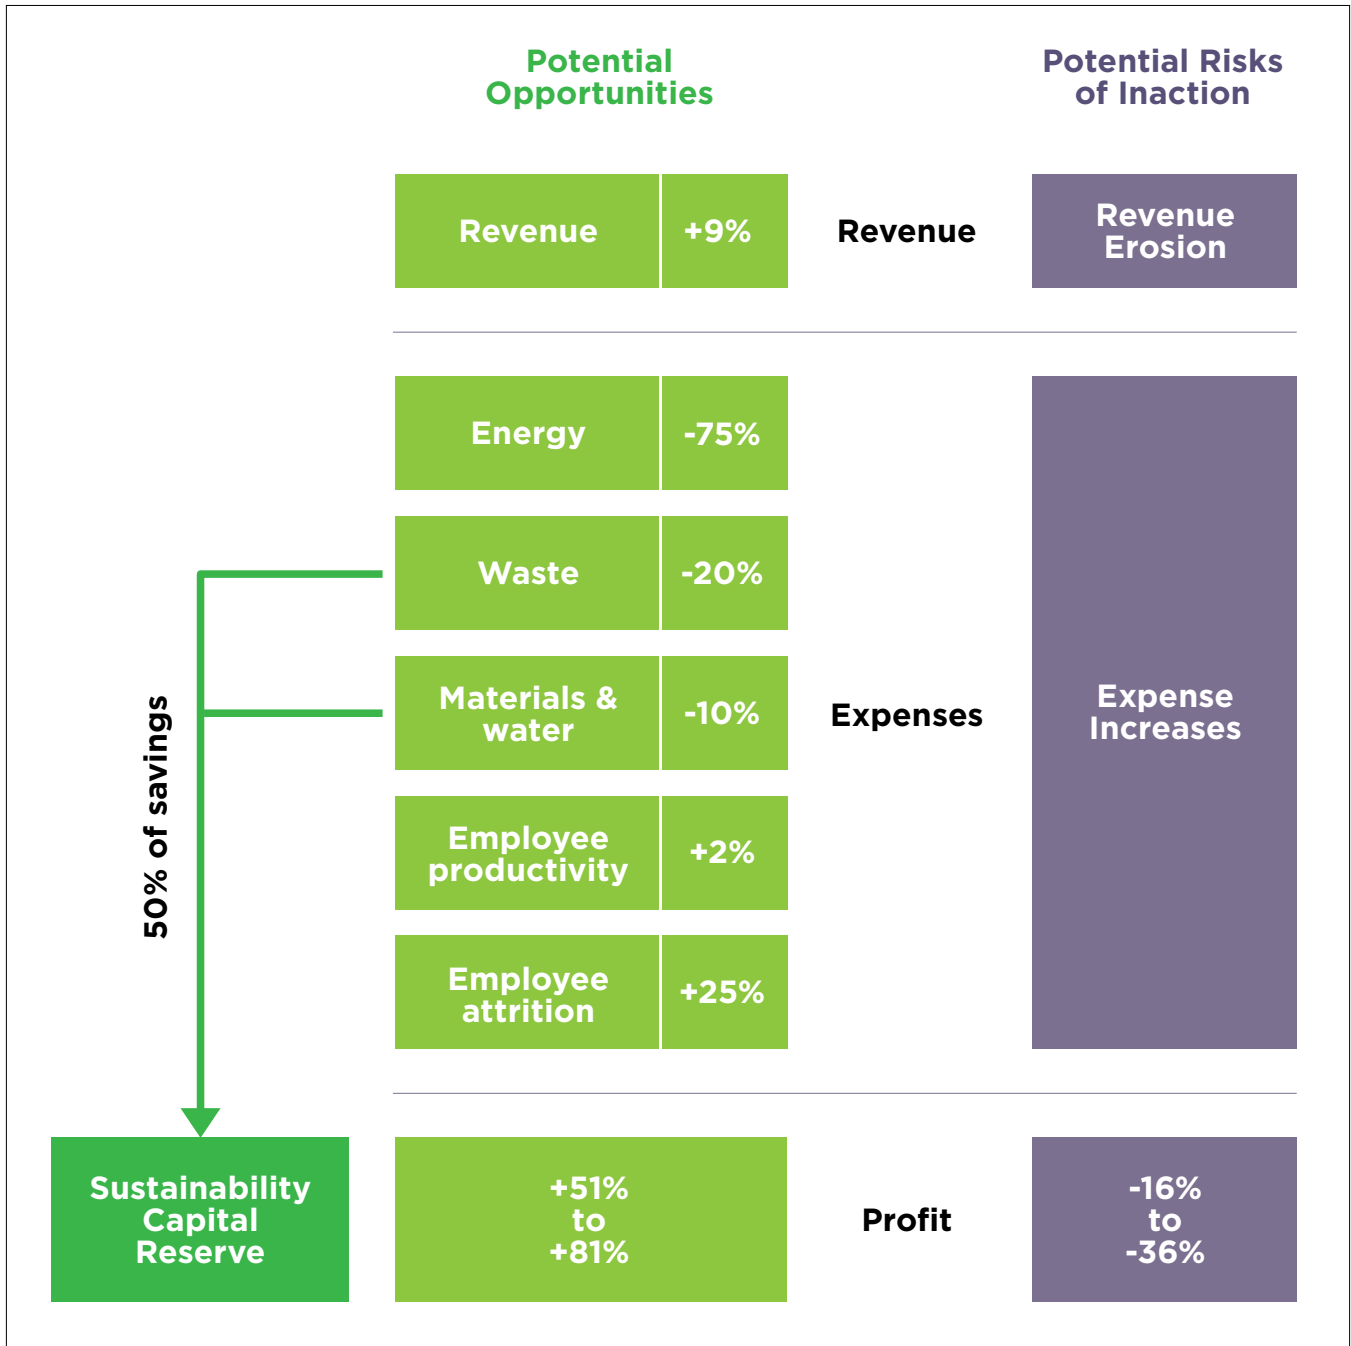 Potential
Opportunities
Potential Risks
of Inaction
Revenue
+9%
Revenue
Revenue
Erosion
Energy
-75%
Waste
-20%
Materials &
water
-10%
Employee
productivity
+2%
Employee
attrition
+25%
Expenses
Expense
Increases
50% of savings
Sustainability
Capital
Reserve
+51%
to
+81%
Profit
-16%
to
-36%